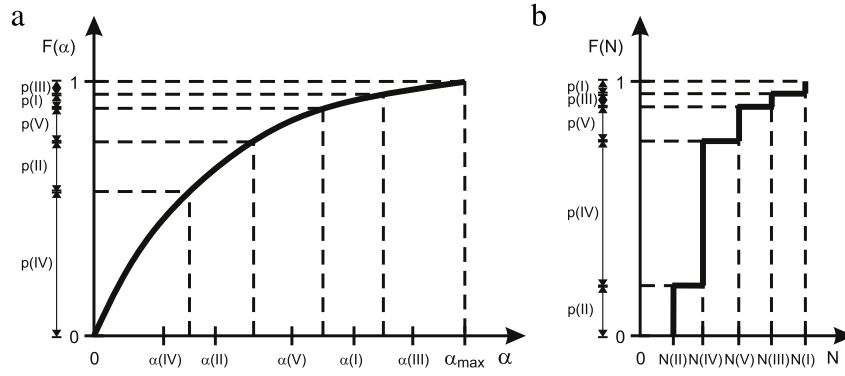 a
F(α)
1
p(III)
p(I)
p(V)
p(II)
p(IV)
0
0 α(IV) α(II) α(V) α(I) α(III) αmax α
b
F(N)
1
p(I)
p(III)
p(V)
p(IV)
p(II)
0
0 N(II) N(IV) N(V) N(III) N(I) N